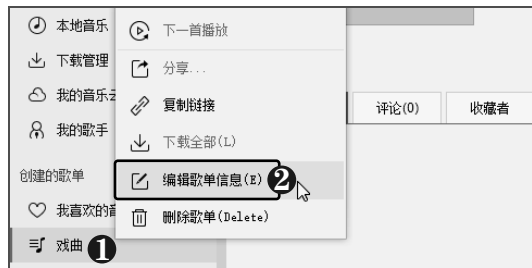 本地音乐
下载管理
我的音乐云
我的歌手
创建的歌单
我喜欢的音
戏曲 1
下一首播放
分享...
复制链接
下载全部(L)
编辑歌单信息(E) 2
删除歌单(Delete)
评论(0)
收藏者